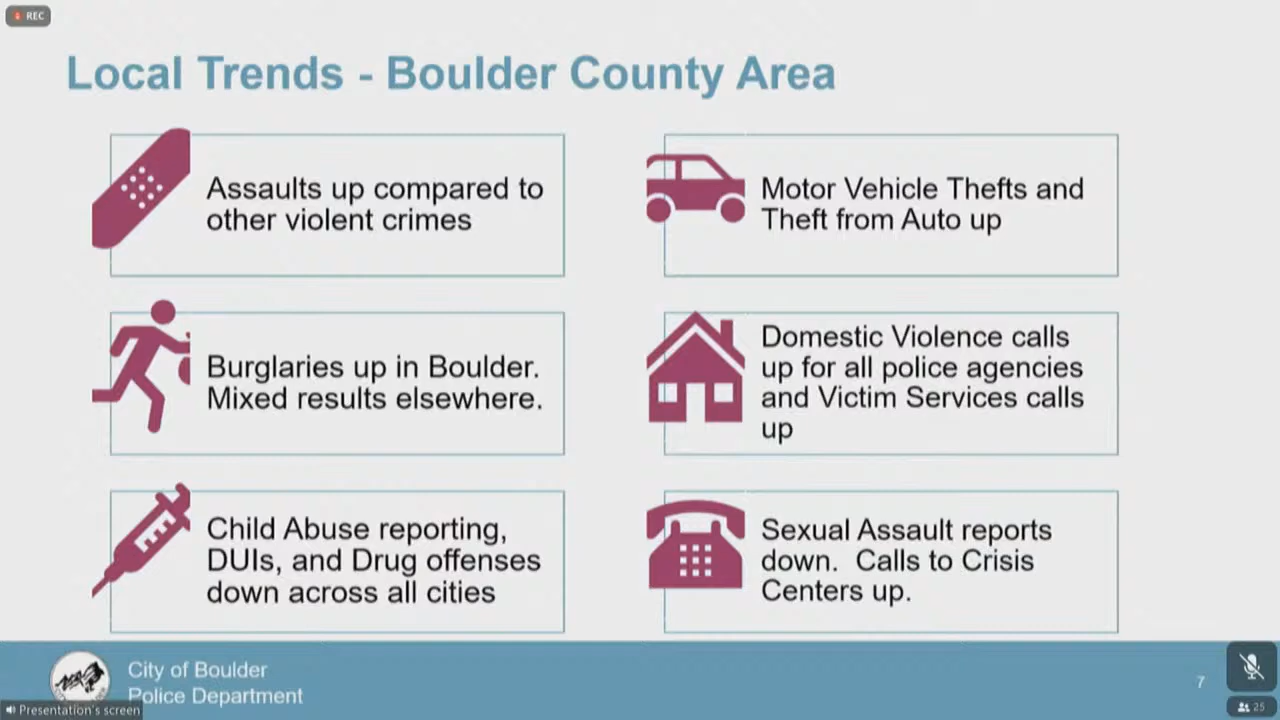 REC
Local Trends - Boulder County Area
Assaults up compared to
other violent crimes
Motor Vehicle Thefts and
Theft from Auto up
Burglaries up in Boulder.
Mixed results elsewhere.
Domestic Violence calls
up for all police agencies
and Victim Services calls
up
Child Abuse reporting,
DUIs, and Drug offenses
down across all cities
Sexual Assault reports
down.  Calls to Crisis
Centers up.
City of Boulder
Police Department
7
Presentation's screen
25